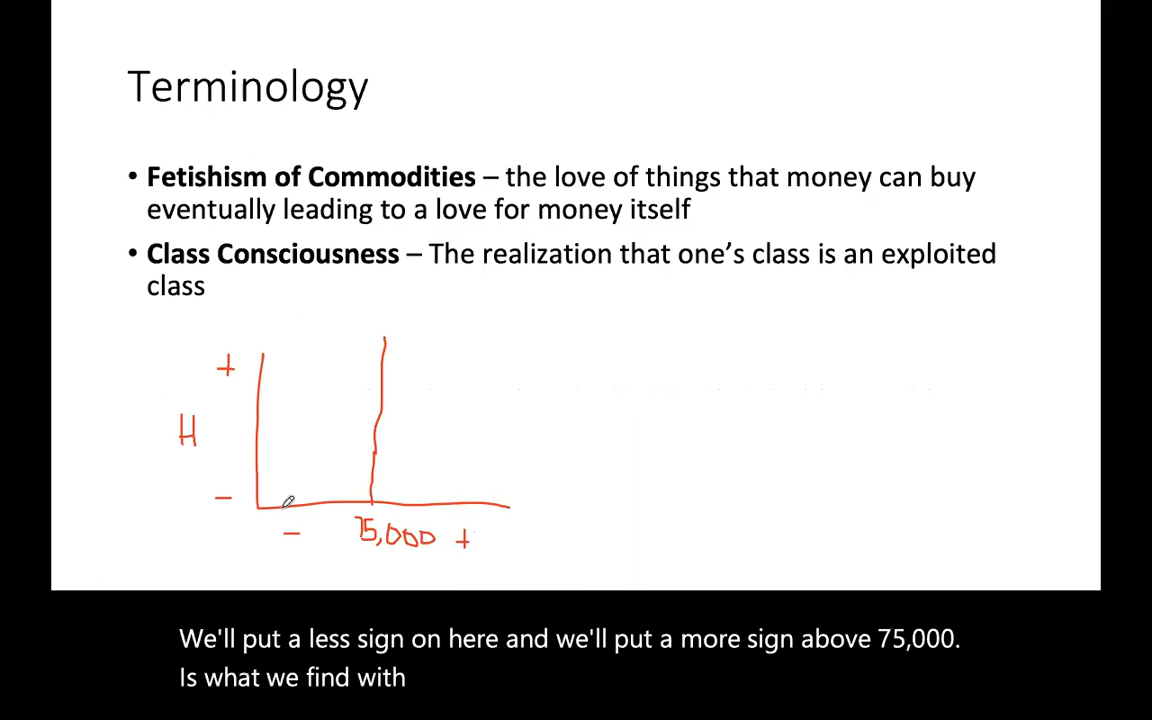 Terminology
• Fetishism of Commodities – the love of things that money can buy
eventually leading to a love for money itself
• Class Consciousness – The realization that one's class is an exploited
class
+
H
−
− 75,000 +
We'll put a less sign on here and we'll put a more sign above 75,000.
Is what we find with